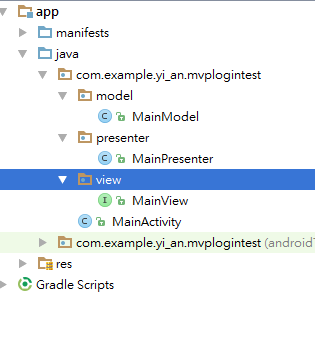 app
manifests
java
com.example.yi_an.mvplogintest
model
C MainModel
presenter
C MainPresenter
view
I MainView
C MainActivity
com.example.yi_an.mvplogintest (android
res
Gradle Scripts